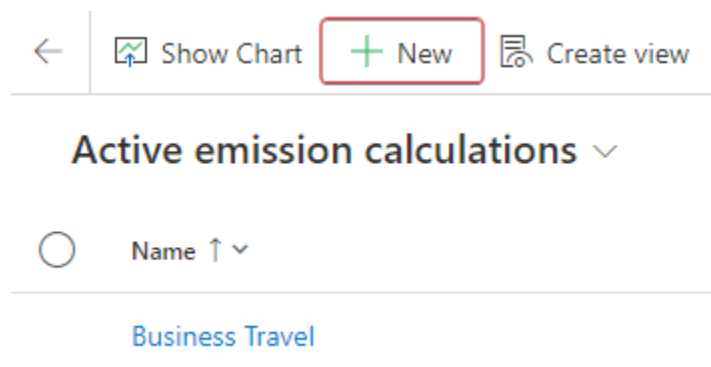 Show Chart New Create view
Active emission calculations
Name
Business Travel